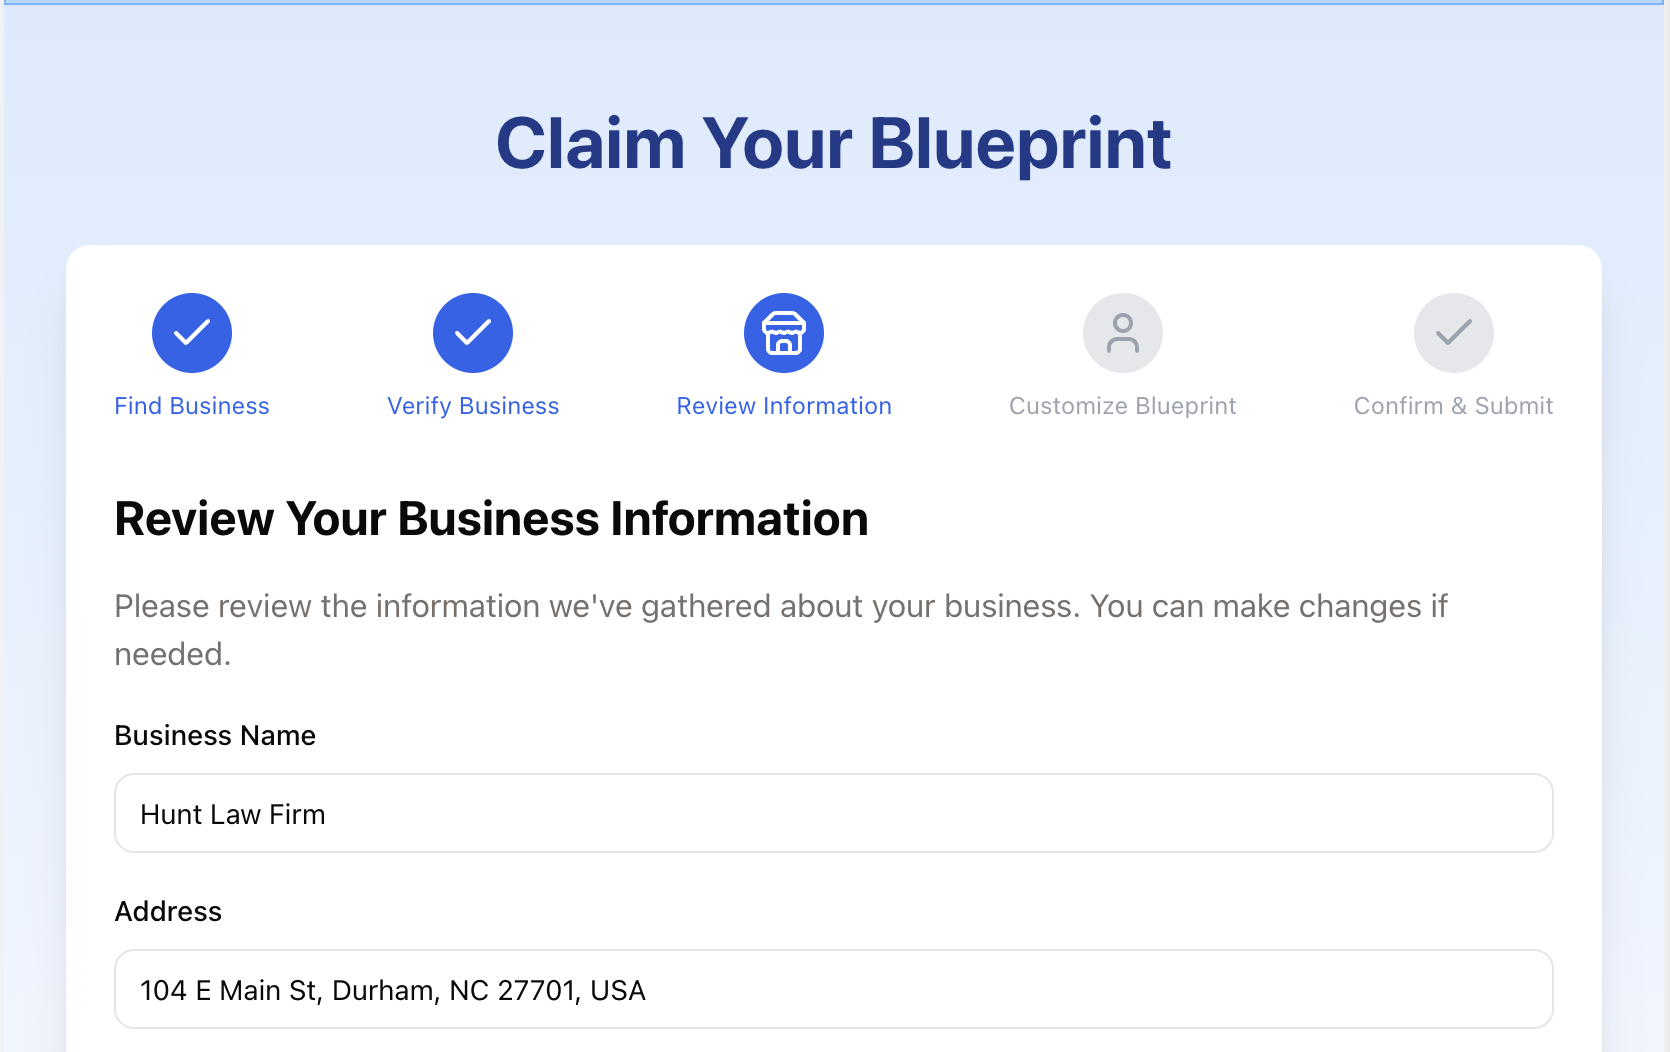 Claim Your Blueprint
Find Business
Verify Business
Review Information
Customize Blueprint
Confirm & Submit
Review Your Business Information
Please review the information we've gathered about your business. You can make changes if
needed.
Business Name
Hunt Law Firm
Address
104 E Main St, Durham, NC 27701, USA